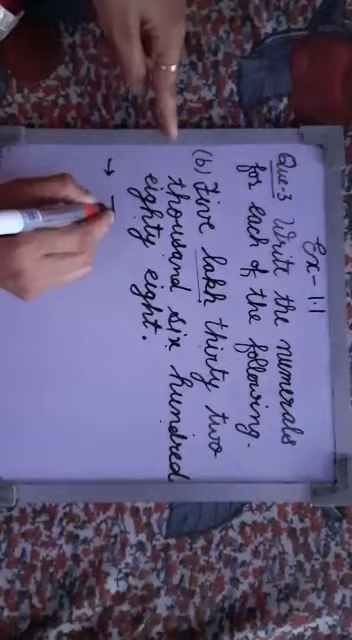 Ex-1.1
Que-3 Write the numerals
for each of the following.
(b) Five lakh thirty two
thousand six hundred
eighty eight.
→